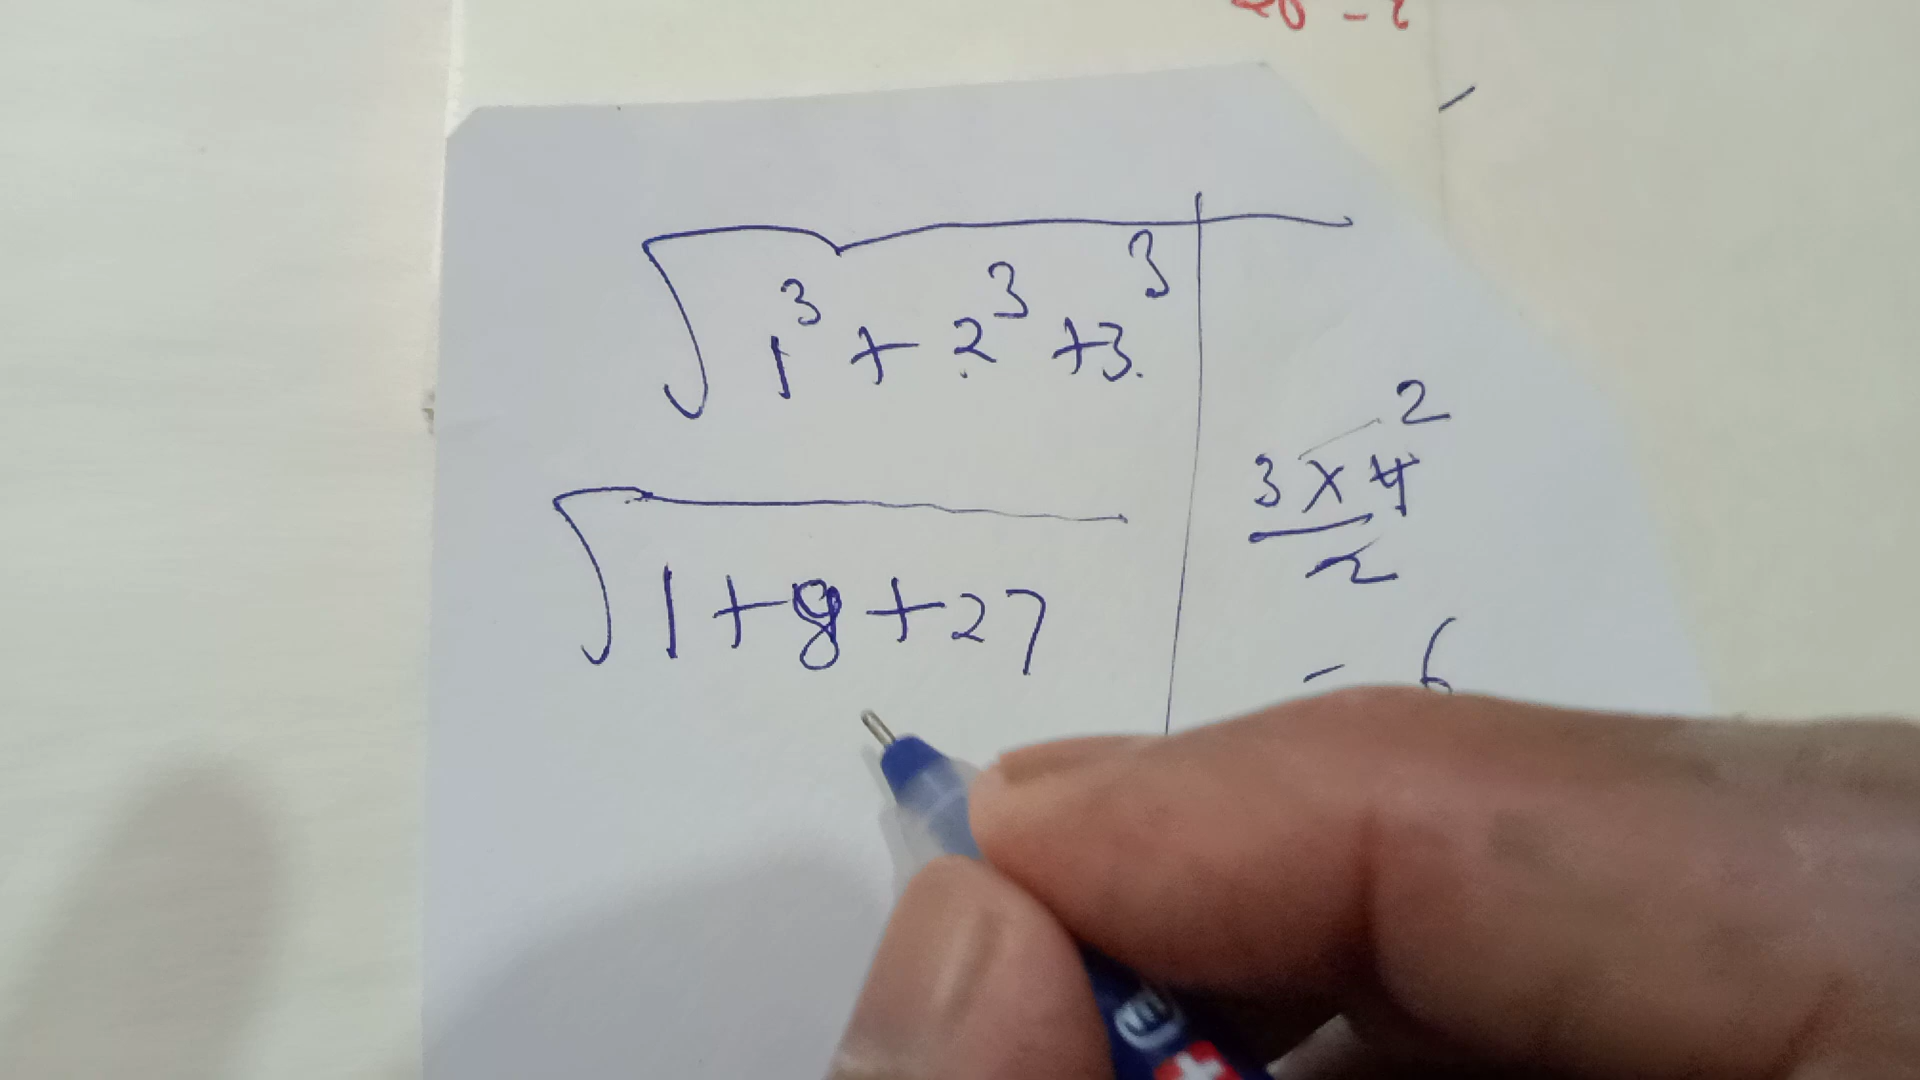 √1³ + 2³ + 3³
√1 + 8 + 27
2
3 × 4
2
= 6